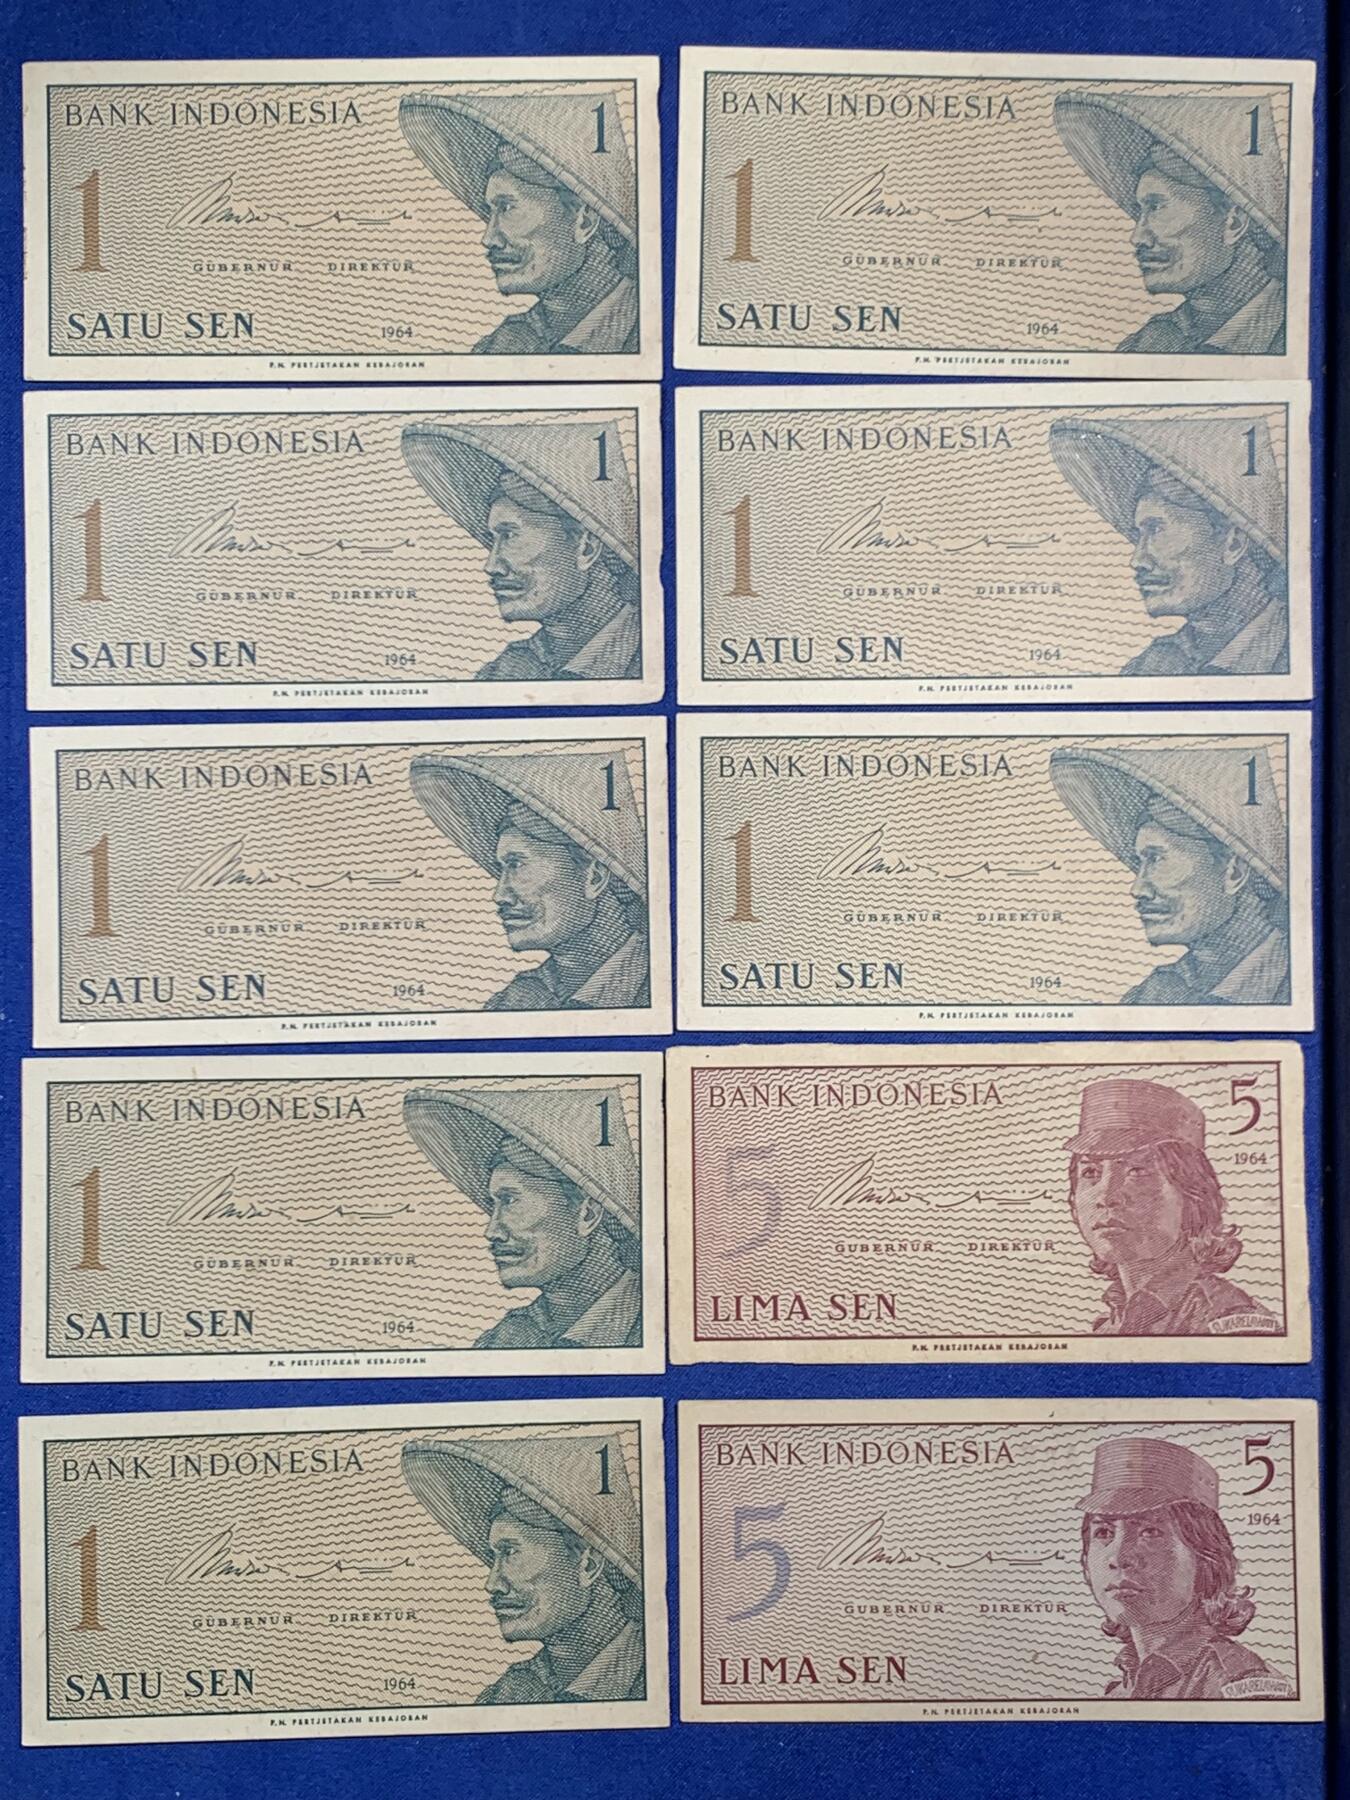 BANK INDONESIA
1
1
GUBERNUR DIREKTUR
SATU SEN 1964
P.N. PERTJETAKAN KEBAJORAN
BANK INDONESIA
1
1
GUBERNUR DIREKTUR
SATU SEN 1964
P.N. PERTJETAKAN KEBAJORAN
BANK INDONESIA
1
1
GUBERNUR DIREKTUR
SATU SEN 1964
P.N. PERTJETAKAN KEBAJORAN
BANK INDONESIA
1
1
GUBERNUR DIREKTUR
SATU SEN 1964
P.N. PERTJETAKAN KEBAJORAN
BANK INDONESIA
1
1
GUBERNUR DIREKTUR
SATU SEN 1964
P.N. PERTJETAKAN KEBAJORAN
BANK INDONESIA
1
1
GUBERNUR DIREKTUR
SATU SEN 1964
P.N. PERTJETAKAN KEBAJORAN
BANK INDONESIA
1
1
GUBERNUR DIREKTUR
SATU SEN 1964
P.N. PERTJETAKAN KEBAJORAN
BANK INDONESIA
5
1964
5
GUBERNUR DIREKTUR
LIMA SEN
SUKARELAWATI
P.N. PERTJETAKAN KEBAJORAN
BANK INDONESIA
1
1
GUBERNUR DIREKTUR
SATU SEN 1964
P.N. PERTJETAKAN KEBAJORAN
BANK INDONESIA
5
1964
5
GUBERNUR DIREKTUR
LIMA SEN
SUKARELAWATI
P.N. PERTJETAKAN KEBAJORAN